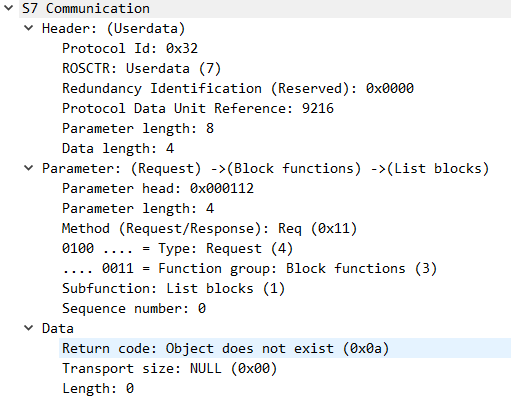 S7 Communication
Header: (Userdata)
Protocol Id: 0x32
ROSCTR: Userdata (7)
Redundancy Identification (Reserved): 0x0000
Protocol Data Unit Reference: 9216
Parameter length: 8
Data length: 4
Parameter: (Request) ->(Block functions) ->(List blocks)
Parameter head: 0x000112
Parameter length: 4
Method (Request/Response): Req (0x11)
0100 .... = Type: Request (4)
.... 0011 = Function group: Block functions (3)
Subfunction: List blocks (1)
Sequence number: 0
Data
Return code: Object does not exist (0x0a)
Transport size: NULL (0x00)
Length: 0